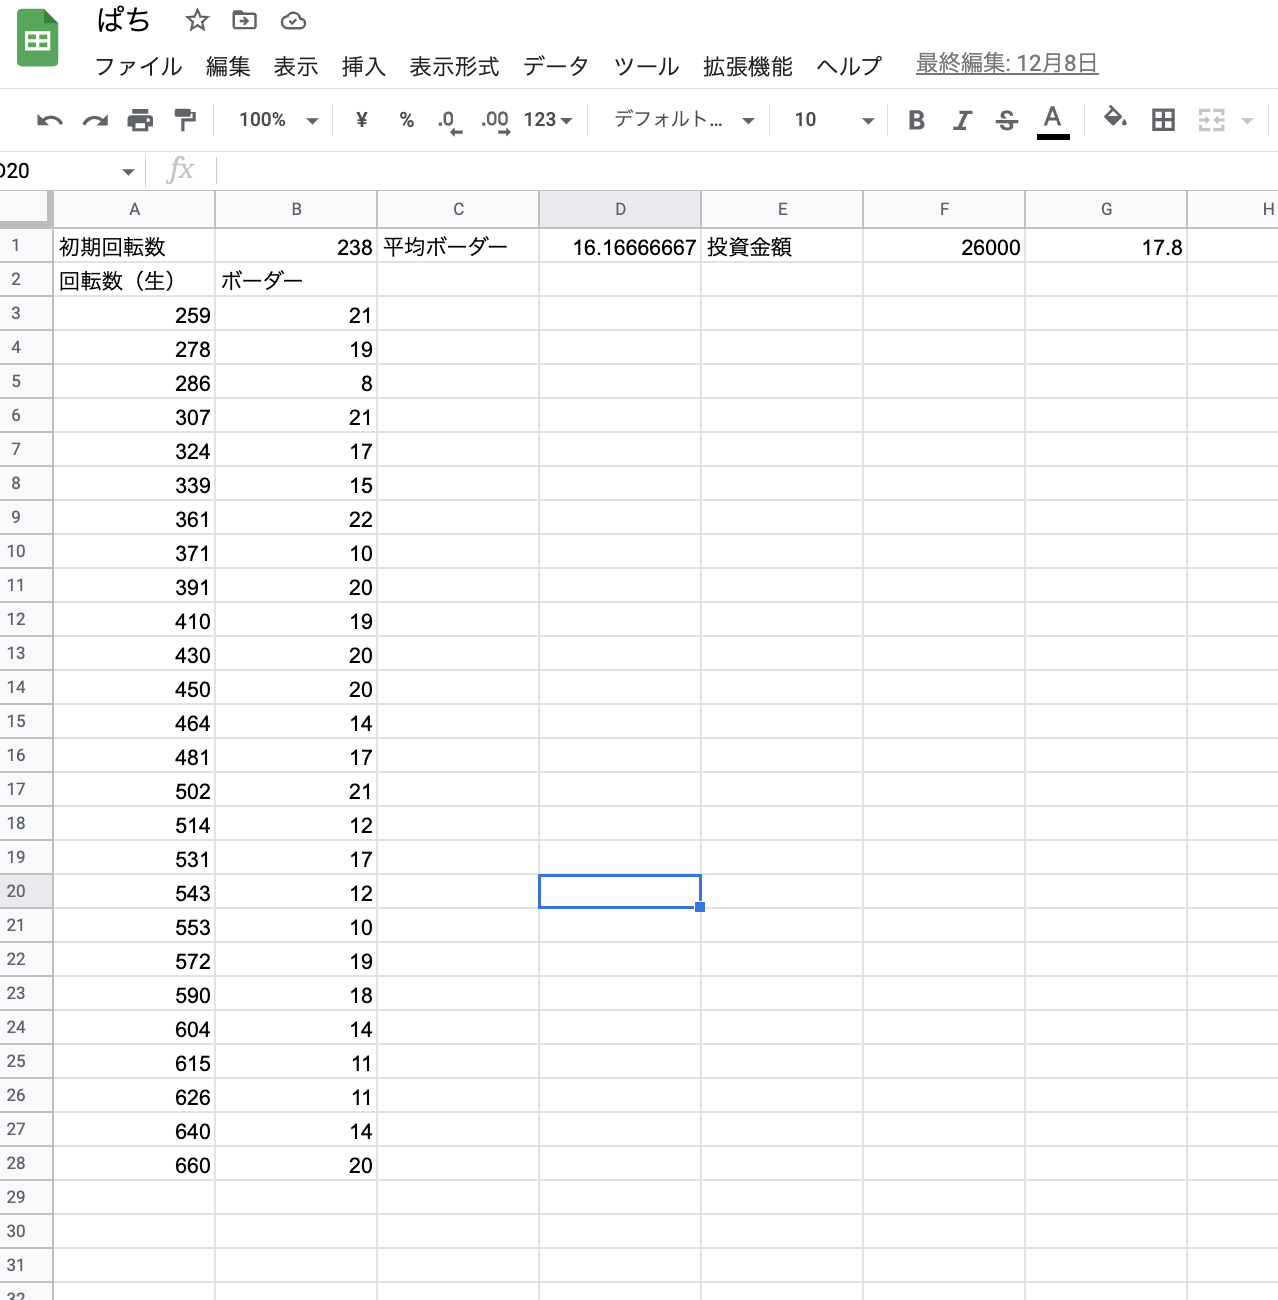 ぱち
ファイル 編集 表示 挿入 表示形式 データ ツール 拡張機能 ヘルプ 最終編集: 12月8日
100% ¥ % .0 .00 123 デフォルト... 10 B I S A
D20 fx
A B C D E F G H
1 初期回転数 238 平均ボーダー 16.16666667 投資金額 26000 17.8
2 回転数（生） ボーダー
3 259 21
4 278 19
5 286 8
6 307 21
7 324 17
8 339 15
9 361 22
10 371 10
11 391 20
12 410 19
13 430 20
14 450 20
15 464 14
16 481 17
17 502 21
18 514 12
19 531 17
20 543 12
21 553 10
22 572 19
23 590 18
24 604 14
25 615 11
26 626 11
27 640 14
28 660 20
29
30
31
32